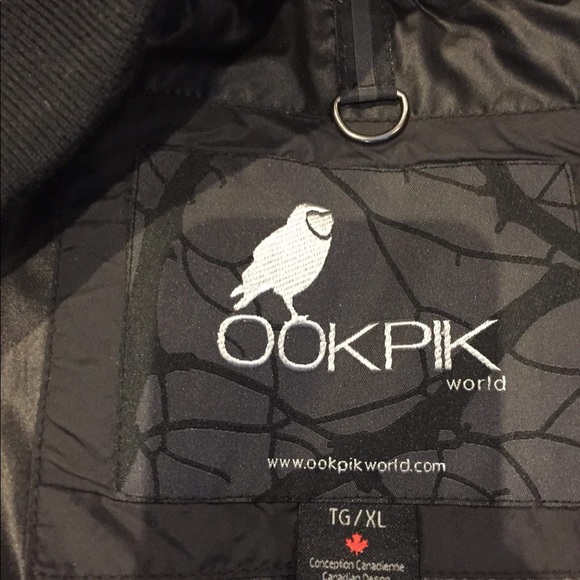 OOKPIK
world
www.ookpikworld.com
TG/XL
Conception Canadienne
Canadian Design